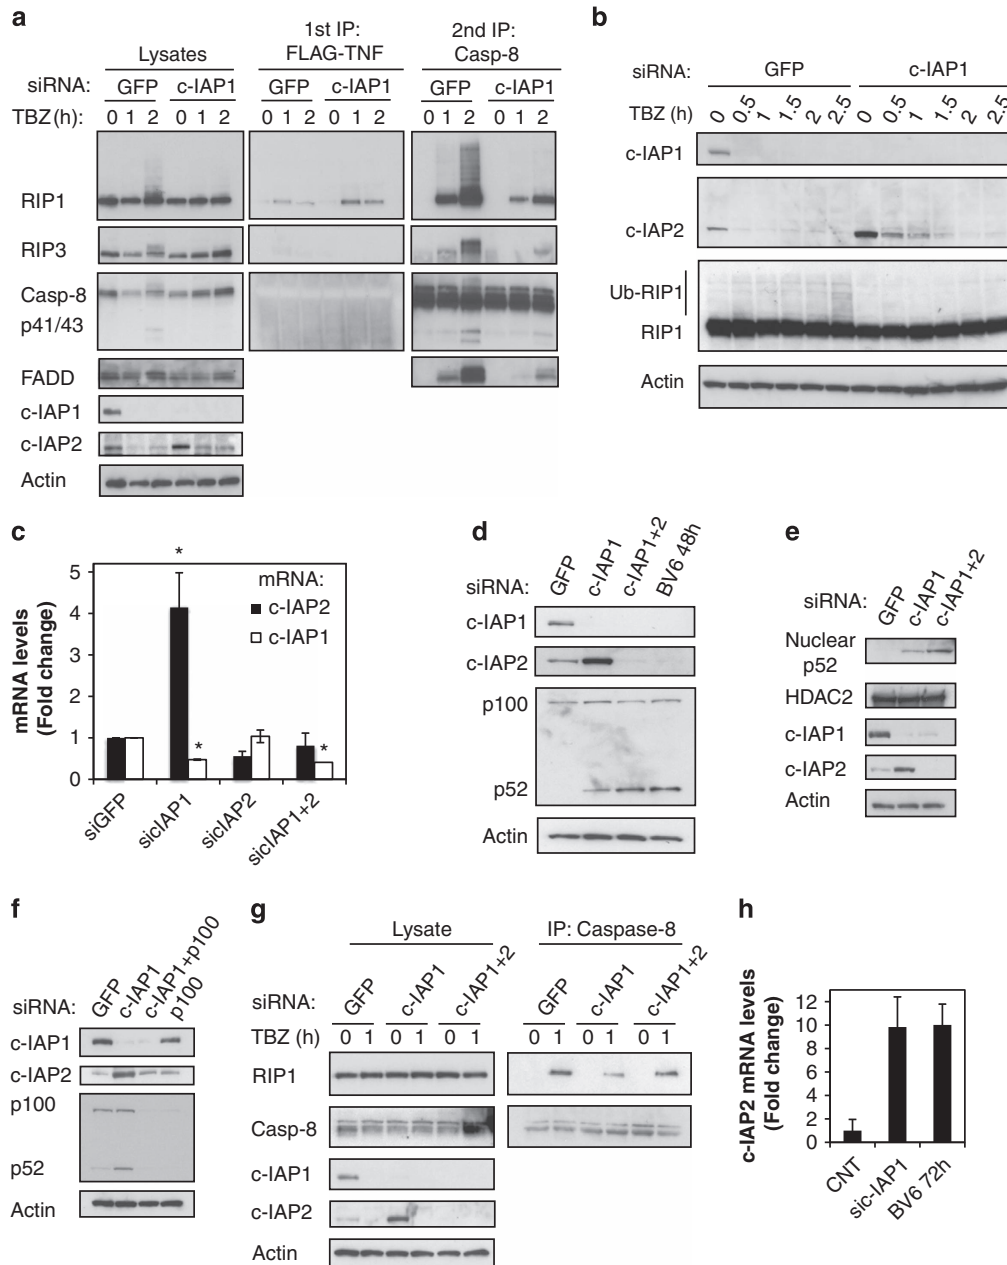 a
Lysates
1st IP:
FLAG-TNF
2nd IP:
Casp-8
siRNA: GFP c-IAP1 GFP c-IAP1 GFP c-IAP1
TBZ (h): 0 1 2 0 1 2 0 1 2 0 1 2 0 1 2 0 1 2
RIP1
RIP3
Casp-8
p41/43
FADD
c-IAP1
c-IAP2
Actin
b
siRNA: GFP c-IAP1
TBZ (h) 0 0.5 1 1.5 2 2.5 0 0.5 1 1.5 2 2.5
c-IAP1
c-IAP2
Ub-RIP1
RIP1
Actin
c
mRNA levels
(Fold change)
5
4
3
2
1
0
*
*
*
mRNA:
c-IAP2
c-IAP1
siGFP sicIAP1 sicIAP2 sicIAP1+2
d
siRNA: GFP c-IAP1 c-IAP1+2 BV6 48h
c-IAP1
c-IAP2
p100
p52
Actin
e
siRNA: GFP c-IAP1 c-IAP1+2
Nuclear
p52
HDAC2
c-IAP1
c-IAP2
Actin
f
siRNA: GFP c-IAP1 c-IAP1+p100 p100
c-IAP1
c-IAP2
p100
p52
Actin
g
Lysate IP: Caspase-8
siRNA: GFP c-IAP1 c-IAP1+2 GFP c-IAP1 c-IAP1+2
TBZ (h) 0 1 0 1 0 1 0 1 0 1 0 1
RIP1
Casp-8
c-IAP1
c-IAP2
Actin
h
c-IAP2 mRNA levels
(Fold change)
12
10
8
6
4
2
0
CNT sic-IAP1 BV6 72h